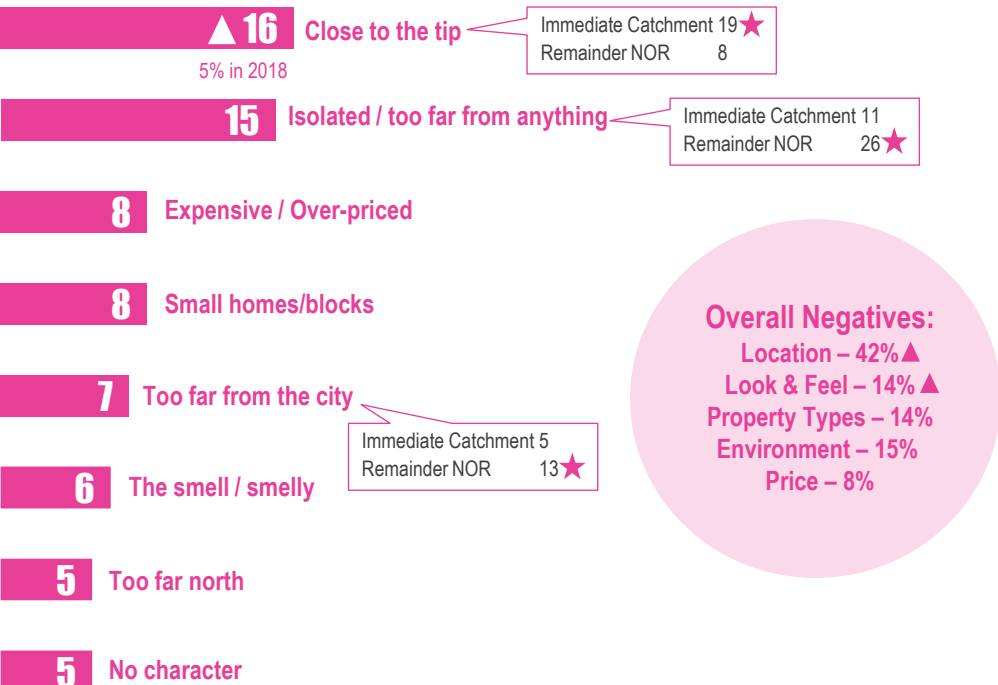 ▲ 16 Close to the tip
Immediate Catchment 19★
Remainder NOR 8
5% in 2018
15 Isolated / too far from anything
Immediate Catchment 11
Remainder NOR 26★
8 Expensive / Over-priced
8 Small homes/blocks
7 Too far from the city
Immediate Catchment 5
Remainder NOR 13★
6 The smell / smelly
5 Too far north
5 No character
Overall Negatives:
Location – 42%▲
Look & Feel – 14%▲
Property Types – 14%
Environment – 15%
Price – 8%